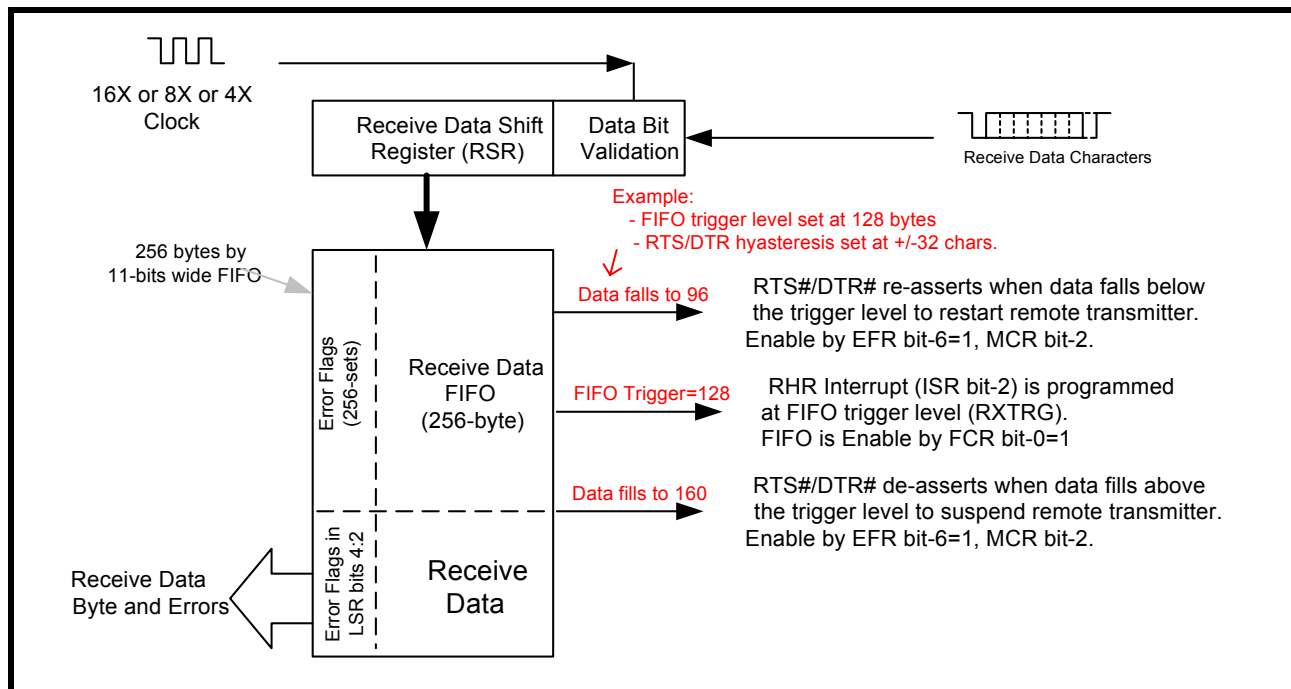 16X or 8X or 4X
Clock
Receive Data Shift
Register (RSR)
Data Bit
Validation
Receive Data Characters
Example:
- FIFO trigger level set at 128 bytes
- RTS/DTR hyasteresis set at +/-32 chars.
256 bytes by
11-bits wide FIFO
Data falls to 96
RTS#/DTR# re-asserts when data falls below
the trigger level to restart remote transmitter.
Enable by EFR bit-6=1, MCR bit-2.
Error Flags
(256-sets)
Receive Data
FIFO
(256-byte)
FIFO Trigger=128
RHR Interrupt (ISR bit-2) is programmed
at FIFO trigger level (RXTRG).
FIFO is Enable by FCR bit-0=1
Data fills to 160
RTS#/DTR# de-asserts when data fills above
the trigger level to suspend remote transmitter.
Enable by EFR bit-6=1, MCR bit-2.
Error Flags in
LSR bits 4:2
Receive
Data
Receive Data
Byte and Errors